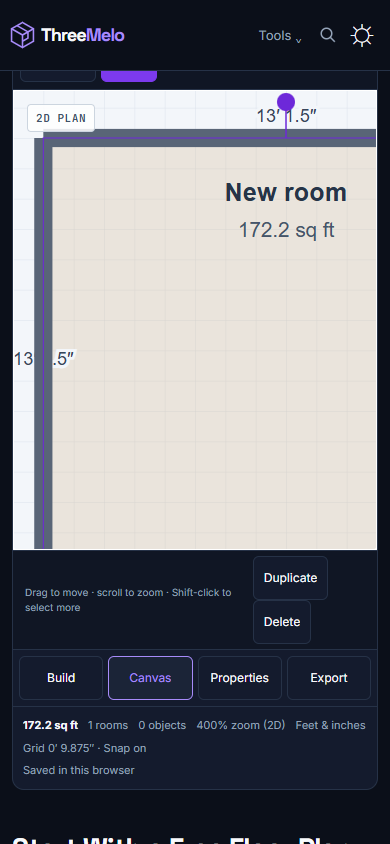 ThreeMelo
Tools
2D PLAN
13' 1.5"
New room
172.2 sq ft
13 .5"
Drag to move · scroll to zoom · Shift-click to
select more
Duplicate
Delete
Build
Canvas
Properties
Export
172.2 sq ft 1 rooms 0 objects 400% zoom (2D) Feet & inches
Grid 0' 9.875" · Snap on
Saved in this browser